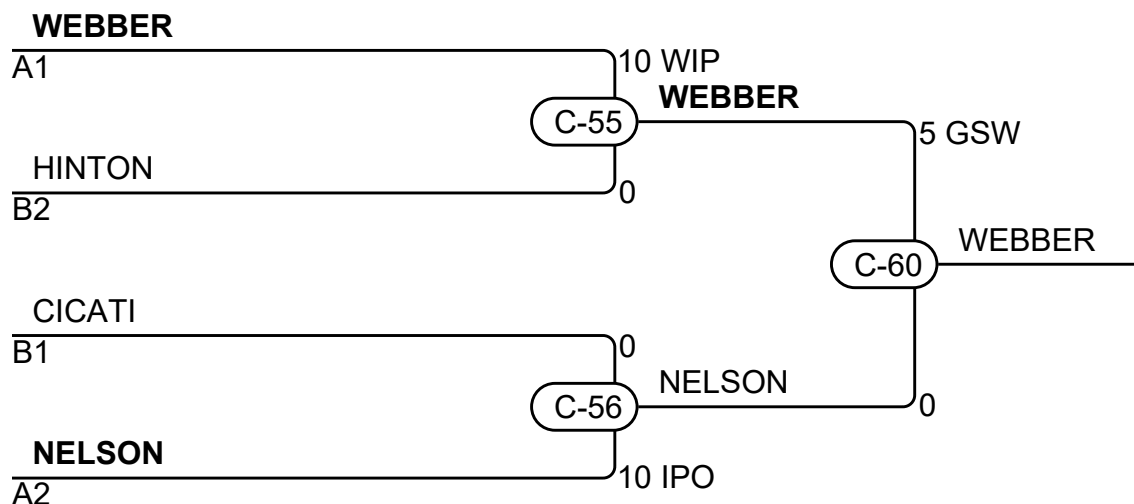 WEBBER
A1
10 WIP
WEBBER
C-55
5 GSW
HINTON
B2
0
WEBBER
C-60
CICATI
B1
0
NELSON
C-56
0
NELSON
A2
10 IPO